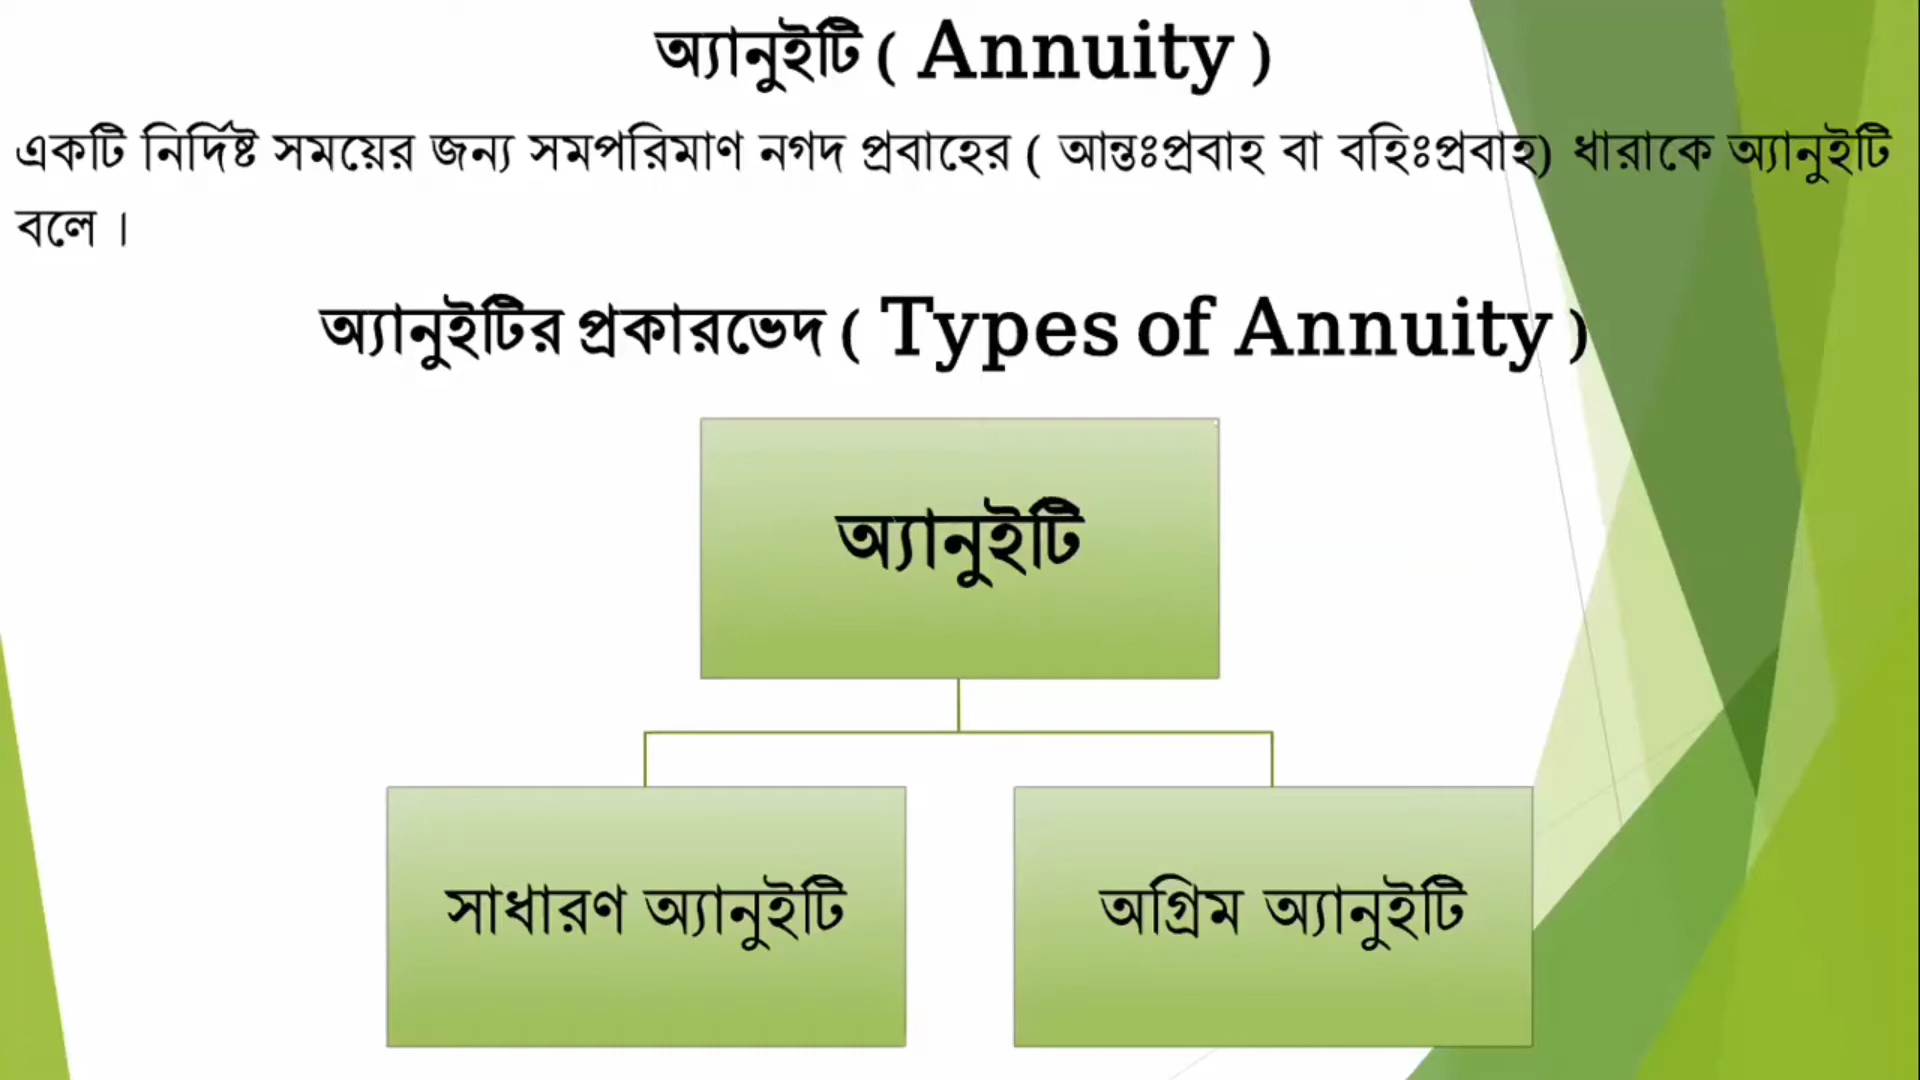 অ্যানুইটি ( Annuity )
একটি নির্দিষ্ট সময়ের জন্য সমপরিমাণ নগদ প্রবাহের ( আন্তঃপ্রবাহ বা বহিঃপ্রবাহ) ধারাকে অ্যানুইটি
বলে ।
অ্যানুইটির প্রকারভেদ ( Types of Annuity )
অ্যানুইটি
সাধারণ অ্যানুইটি
অগ্রিম অ্যানুইটি